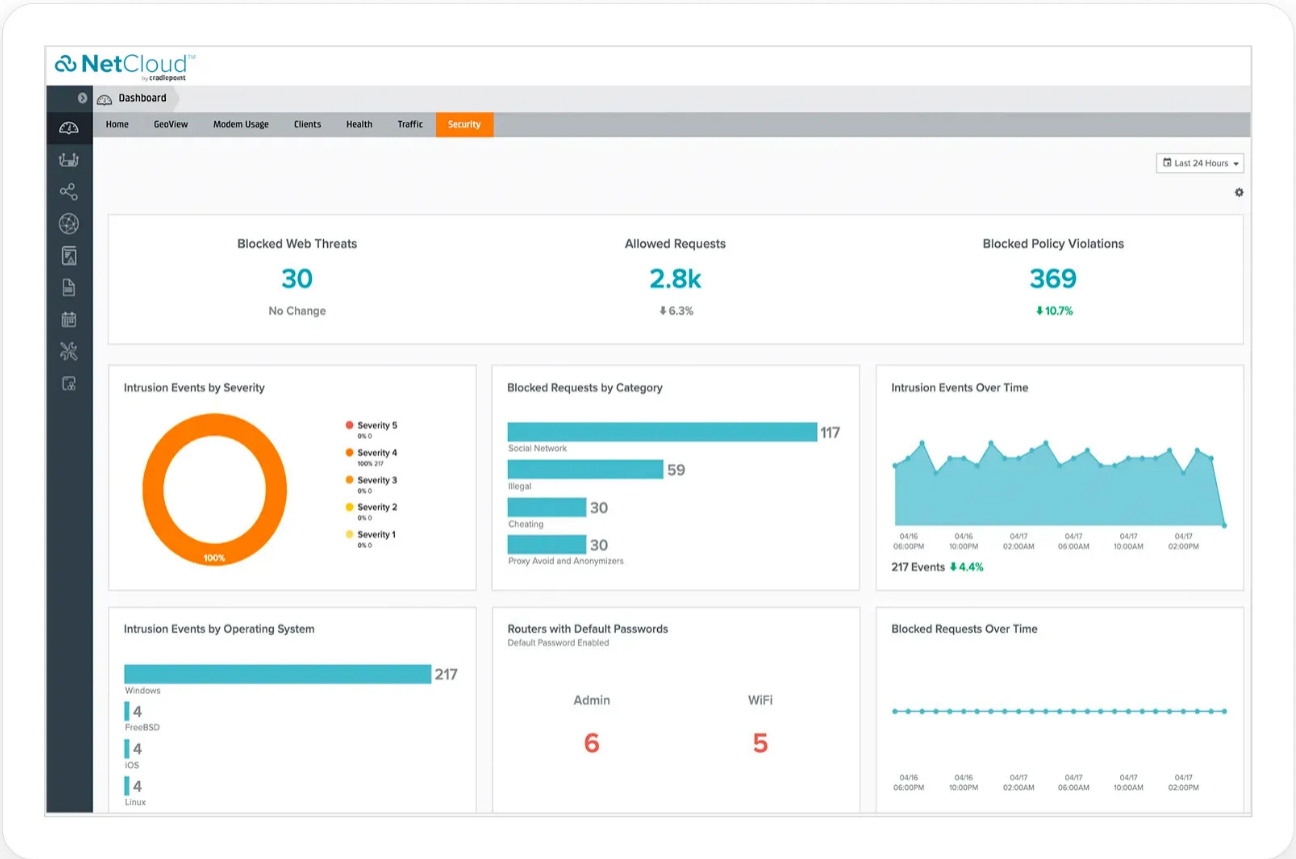 NetCloud™
by cradlepoint
Dashboard
Home GeoView Modem Usage Clients Health Traffic Security
Last 24 Hours
Blocked Web Threats
30
No Change
Allowed Requests
2.8k
6.3%
Blocked Policy Violations
369
10.7%
Intrusion Events by Severity
100%
Severity 5
0% 0
Severity 4
100% 217
Severity 3
0% 0
Severity 2
0% 0
Severity 1
0% 0
Blocked Requests by Category
117
Social Network
59
Illegal
30
Cheating
30
Proxy Avoid and Anonymizers
Intrusion Events Over Time
04/16 04/16 04/17 04/17 04/17 04/17
06:00PM 10:00PM 02:00AM 06:00AM 10:00AM 02:00PM
217 Events 4.4%
Intrusion Events by Operating System
217
Windows
4
FreeBSD
4
iOS
4
Linux
Routers with Default Passwords
Default Password Enabled
Admin WiFi
6 5
Blocked Requests Over Time
04/16 04/16 04/17 04/17 04/17 04/17
06:00PM 10:00PM 02:00AM 06:00AM 10:00AM 02:00PM